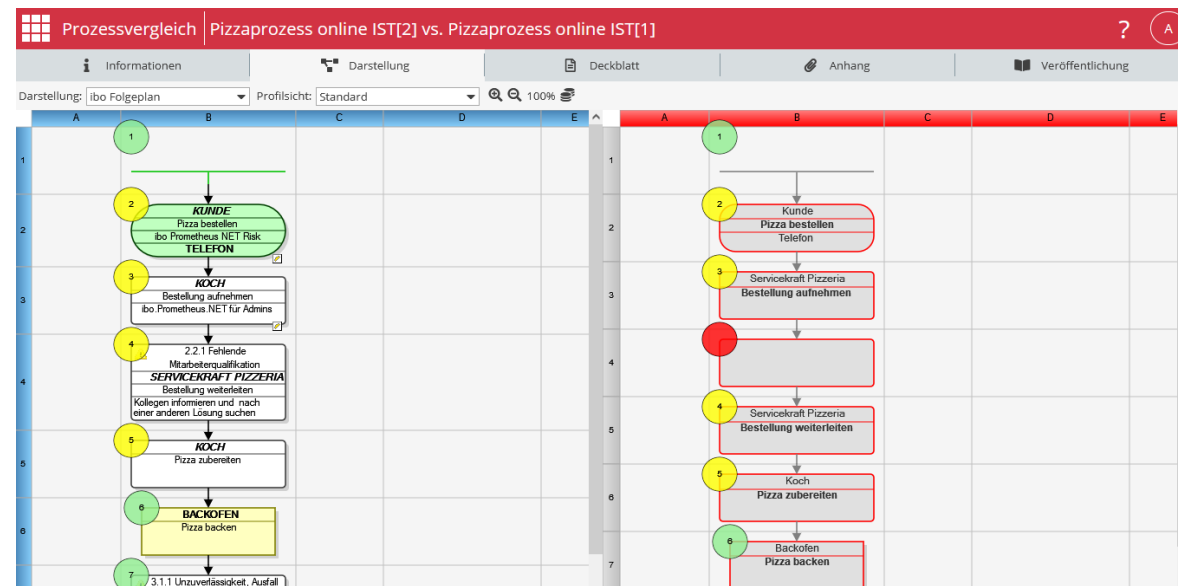 Prozessvergleich Pizzaprozess online IST[2] vs. Pizzaprozess online IST[1] ? A
i Informationen Darstellung Deckblatt Anhang Veröffentlichung
Darstellung: ibo Folgeplan Profilsicht: Standard 100%
A B C D E
1
1
2
2
KUNDE
Pizza bestellen
ibo Prometheus NET Risk
TELEFON
3
3
KOCH
Bestellung aufnehmen
ibo.Prometheus.NET für Admins
4
4
2.2.1 Fehlende
Mitarbeiterqualifikation
SERVICEKRAFT PIZZERIA
Bestellung weiterleiten
Kollegen informieren und nach
einer anderen Lösung suchen
5
5
KOCH
Pizza zubereiten
6
6
BACKOFEN
Pizza backen
7
3.1.1 Unzuverlässigkeit, Ausfall
A B C D E
1
1
2
2
Kunde
Pizza bestellen
Telefon
3
3
Servicekraft Pizzeria
Bestellung aufnehmen
4
4
5
Servicekraft Pizzeria
Bestellung weiterleiten
5
6
Koch
Pizza zubereiten
6
7
Backofen
Pizza backen